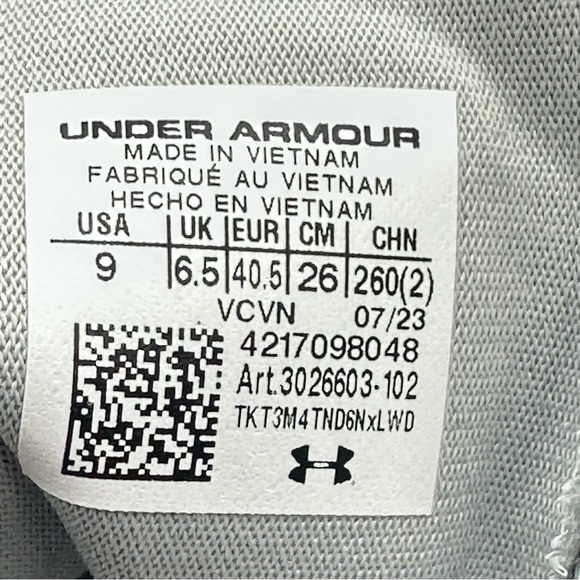 UNDER ARMOUR
MADE IN VIETNAM
FABRIQUÉ AU VIETNAM
HECHO EN VIETNAM
USA UK EUR CM CHN
9 6.5 40.5 26 260(2)
VCVN 07/23
4217098048
Art.3026603-102
TKT3M4TND6NxLWD